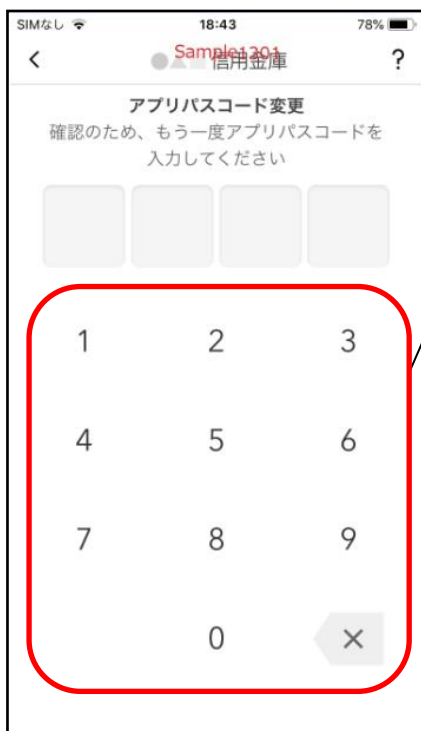 SIMなし 18:43 78%
●▲■信用金庫 ?
Sample1201
アプリパスコード変更
確認のため、もう一度アプリパスコードを
入力してください
1 2 3
4 5 6
7 8 9
0 ×